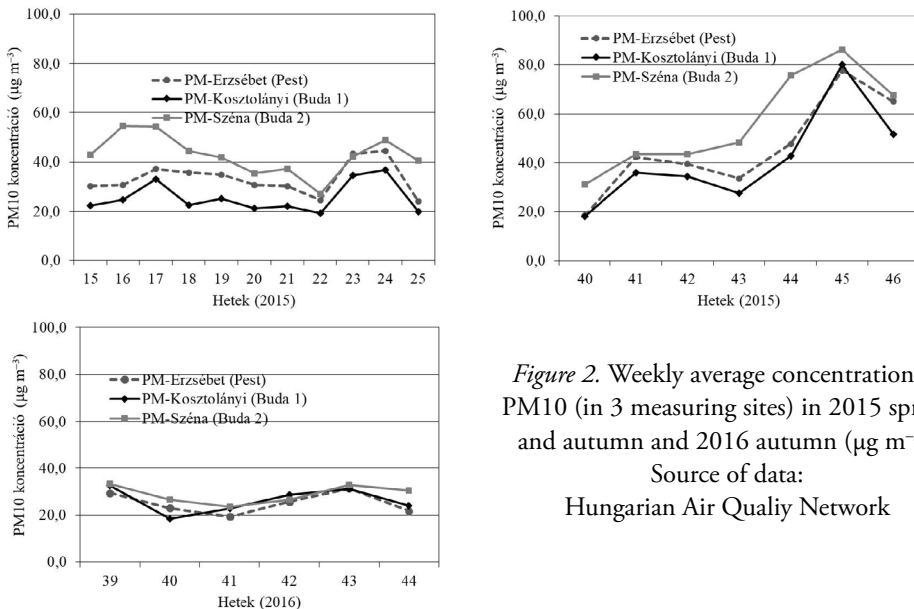 100,0
80,0
60,0
40,0
20,0
0,0
PM10 koncentráció (µg m⁻³)
PM-Erzsébet (Pest)
PM-Kosztolányi (Buda 1)
PM-Széna (Buda 2)
15 16 17 18 19 20 21 22 23 24 25
Hetek (2015)
100,0
80,0
60,0
40,0
20,0
0,0
PM10 koncentráció (µg m⁻³)
PM-Erzsébet (Pest)
PM-Kosztolányi (Buda 1)
PM-Széna (Buda 2)
40 41 42 43 44 45 46
Hetek (2015)
100,0
80,0
60,0
40,0
20,0
0,0
PM10 koncentráció (µg m⁻³)
PM-Erzsébet (Pest)
PM-Kosztolányi (Buda 1)
PM-Széna (Buda 2)
39 40 41 42 43 44
Hetek (2016)
Figure 2. Weekly average concentration
PM10 (in 3 measuring sites) in 2015 spr
and autumn and 2016 autumn (µg m⁻
Source of data:
Hungarian Air Qualiy Network